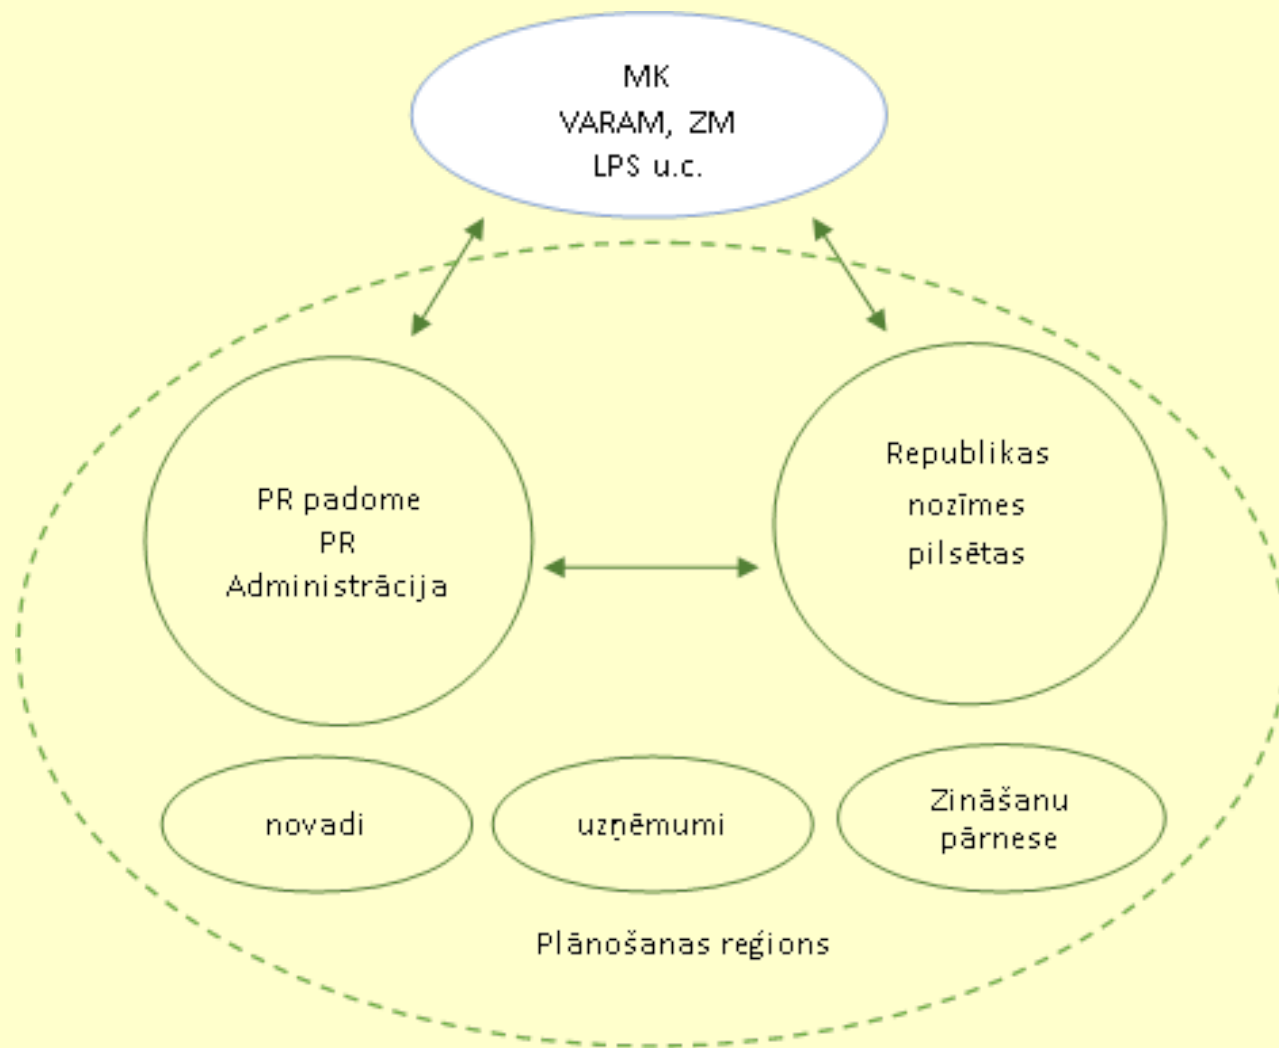 MK
VARAM, ZM
LPS u.c.
PR padome
PR
Administrācija
Republikas
nozīmes
pilsētas
novadi
uzņēmumi
Zināšanu
pārnese
Plānošanas reģions